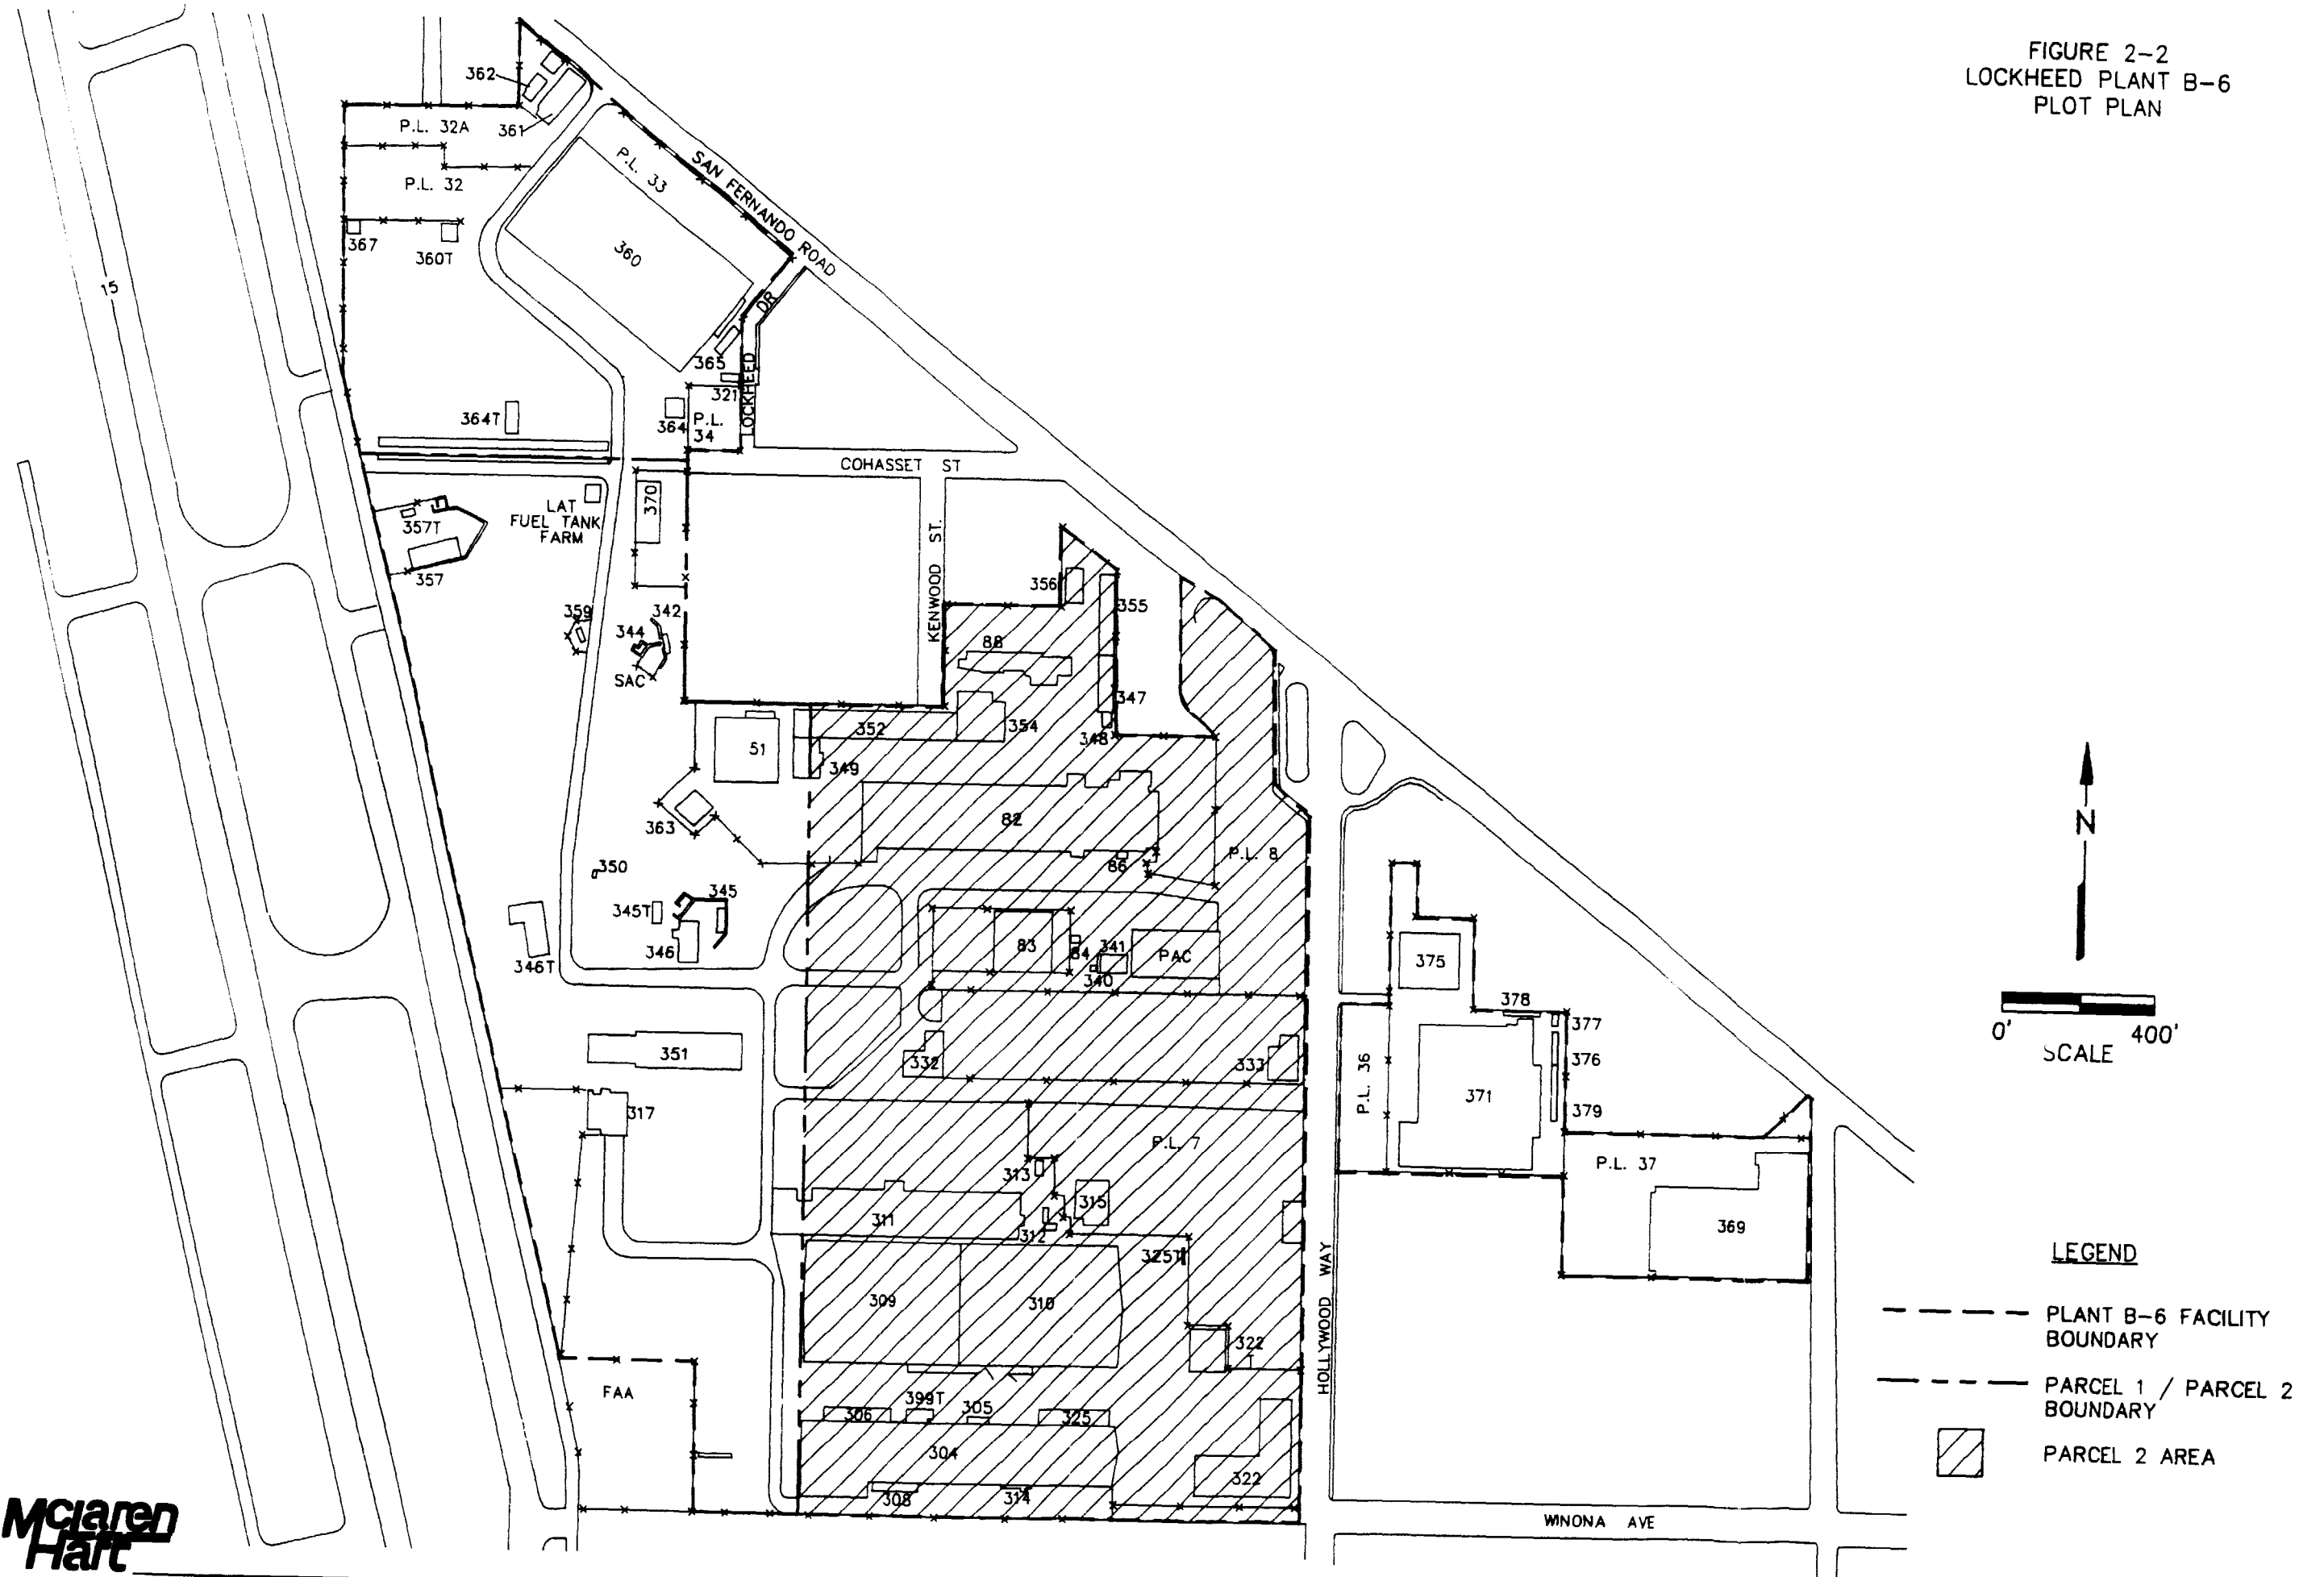 FIGURE 2-2
LOCKHEED PLANT B-6
PLOT PLAN
362
361
P.L. 32A
P.L. 32
P.L. 33
SAN FERNANDO ROAD
367
360T
360
15
DR
LOCKHEED
365
321
364T
364
P.L.
34
COHASSET ST
370
LAT
FUEL TANK
FARM
357T
357
KENWOOD ST.
356
355
359
342
344
SAC
88
347
352
354
348
51
349
363
82
86
P.L. 8
350
345
345T
346
346T
83
84
341
340
PAC
375
378
377
376
379
371
P.L. 36
351
332
333
317
P.L. 7
313
315
311
312
325T
309
310
322
P.L. 37
369
HOLLYWOOD WAY
FAA
399T
306
305
325
304
322
308
314
WINONA AVE
N
0'
400'
SCALE
LEGEND
PLANT B-6 FACILITY
BOUNDARY
PARCEL 1 / PARCEL 2
BOUNDARY
PARCEL 2 AREA
Mclaren
Hart